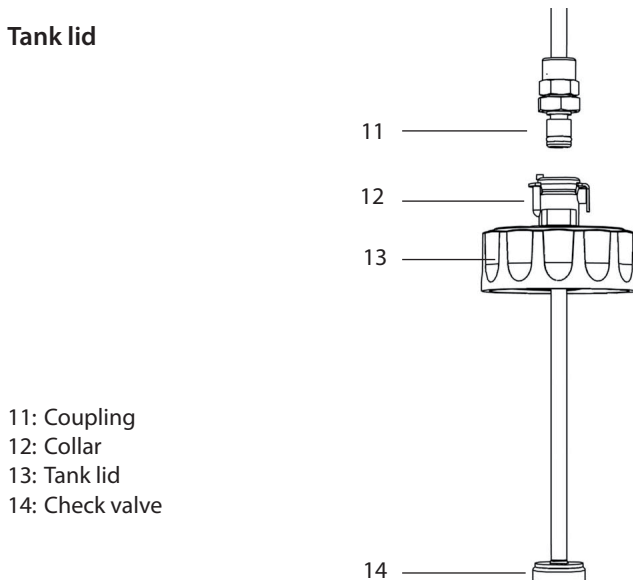 Tank lid
11
12
13
11: Coupling
12: Collar
13: Tank lid
14: Check valve
14